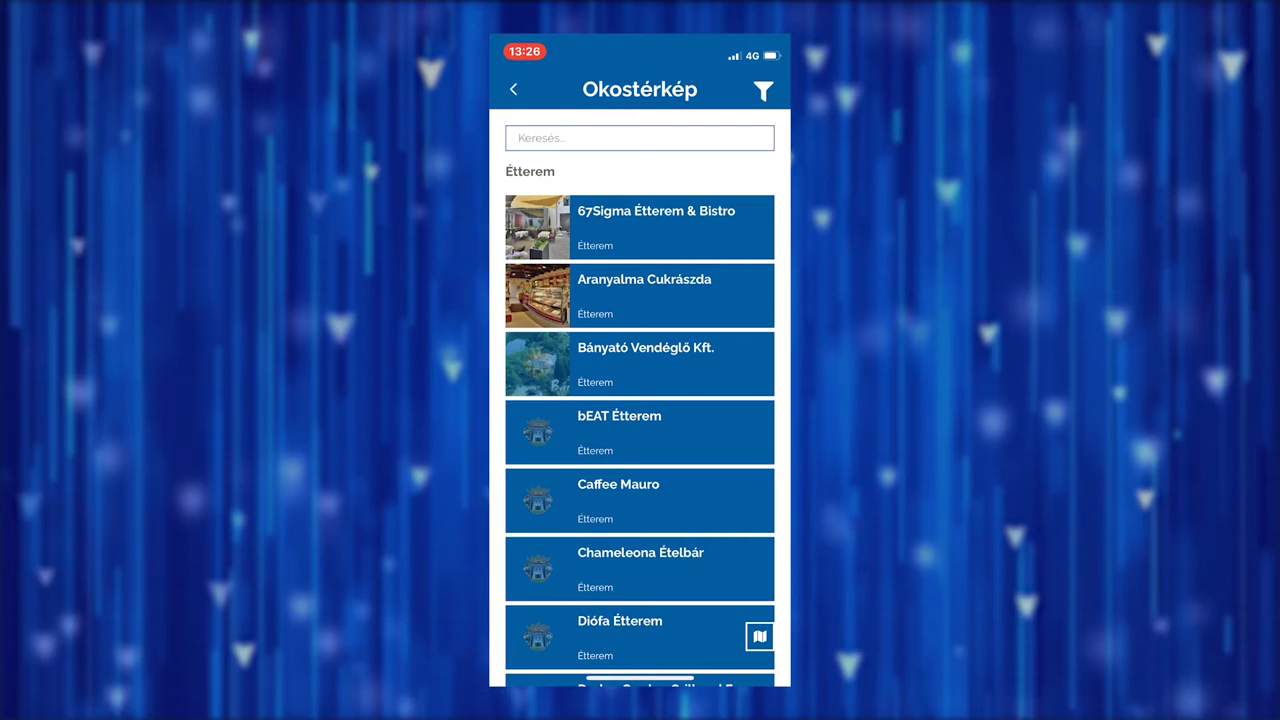 13:26
4G
Okostérkép
Keresés...
Étterem
67Sigma Étterem & Bistro
Étterem
Aranyalma Cukrászda
Étterem
Bányató Vendéglő Kft.
Étterem
bEAT Étterem
Étterem
Caffee Mauro
Étterem
Chameleona Ételbár
Étterem
Diófa Étterem
Étterem